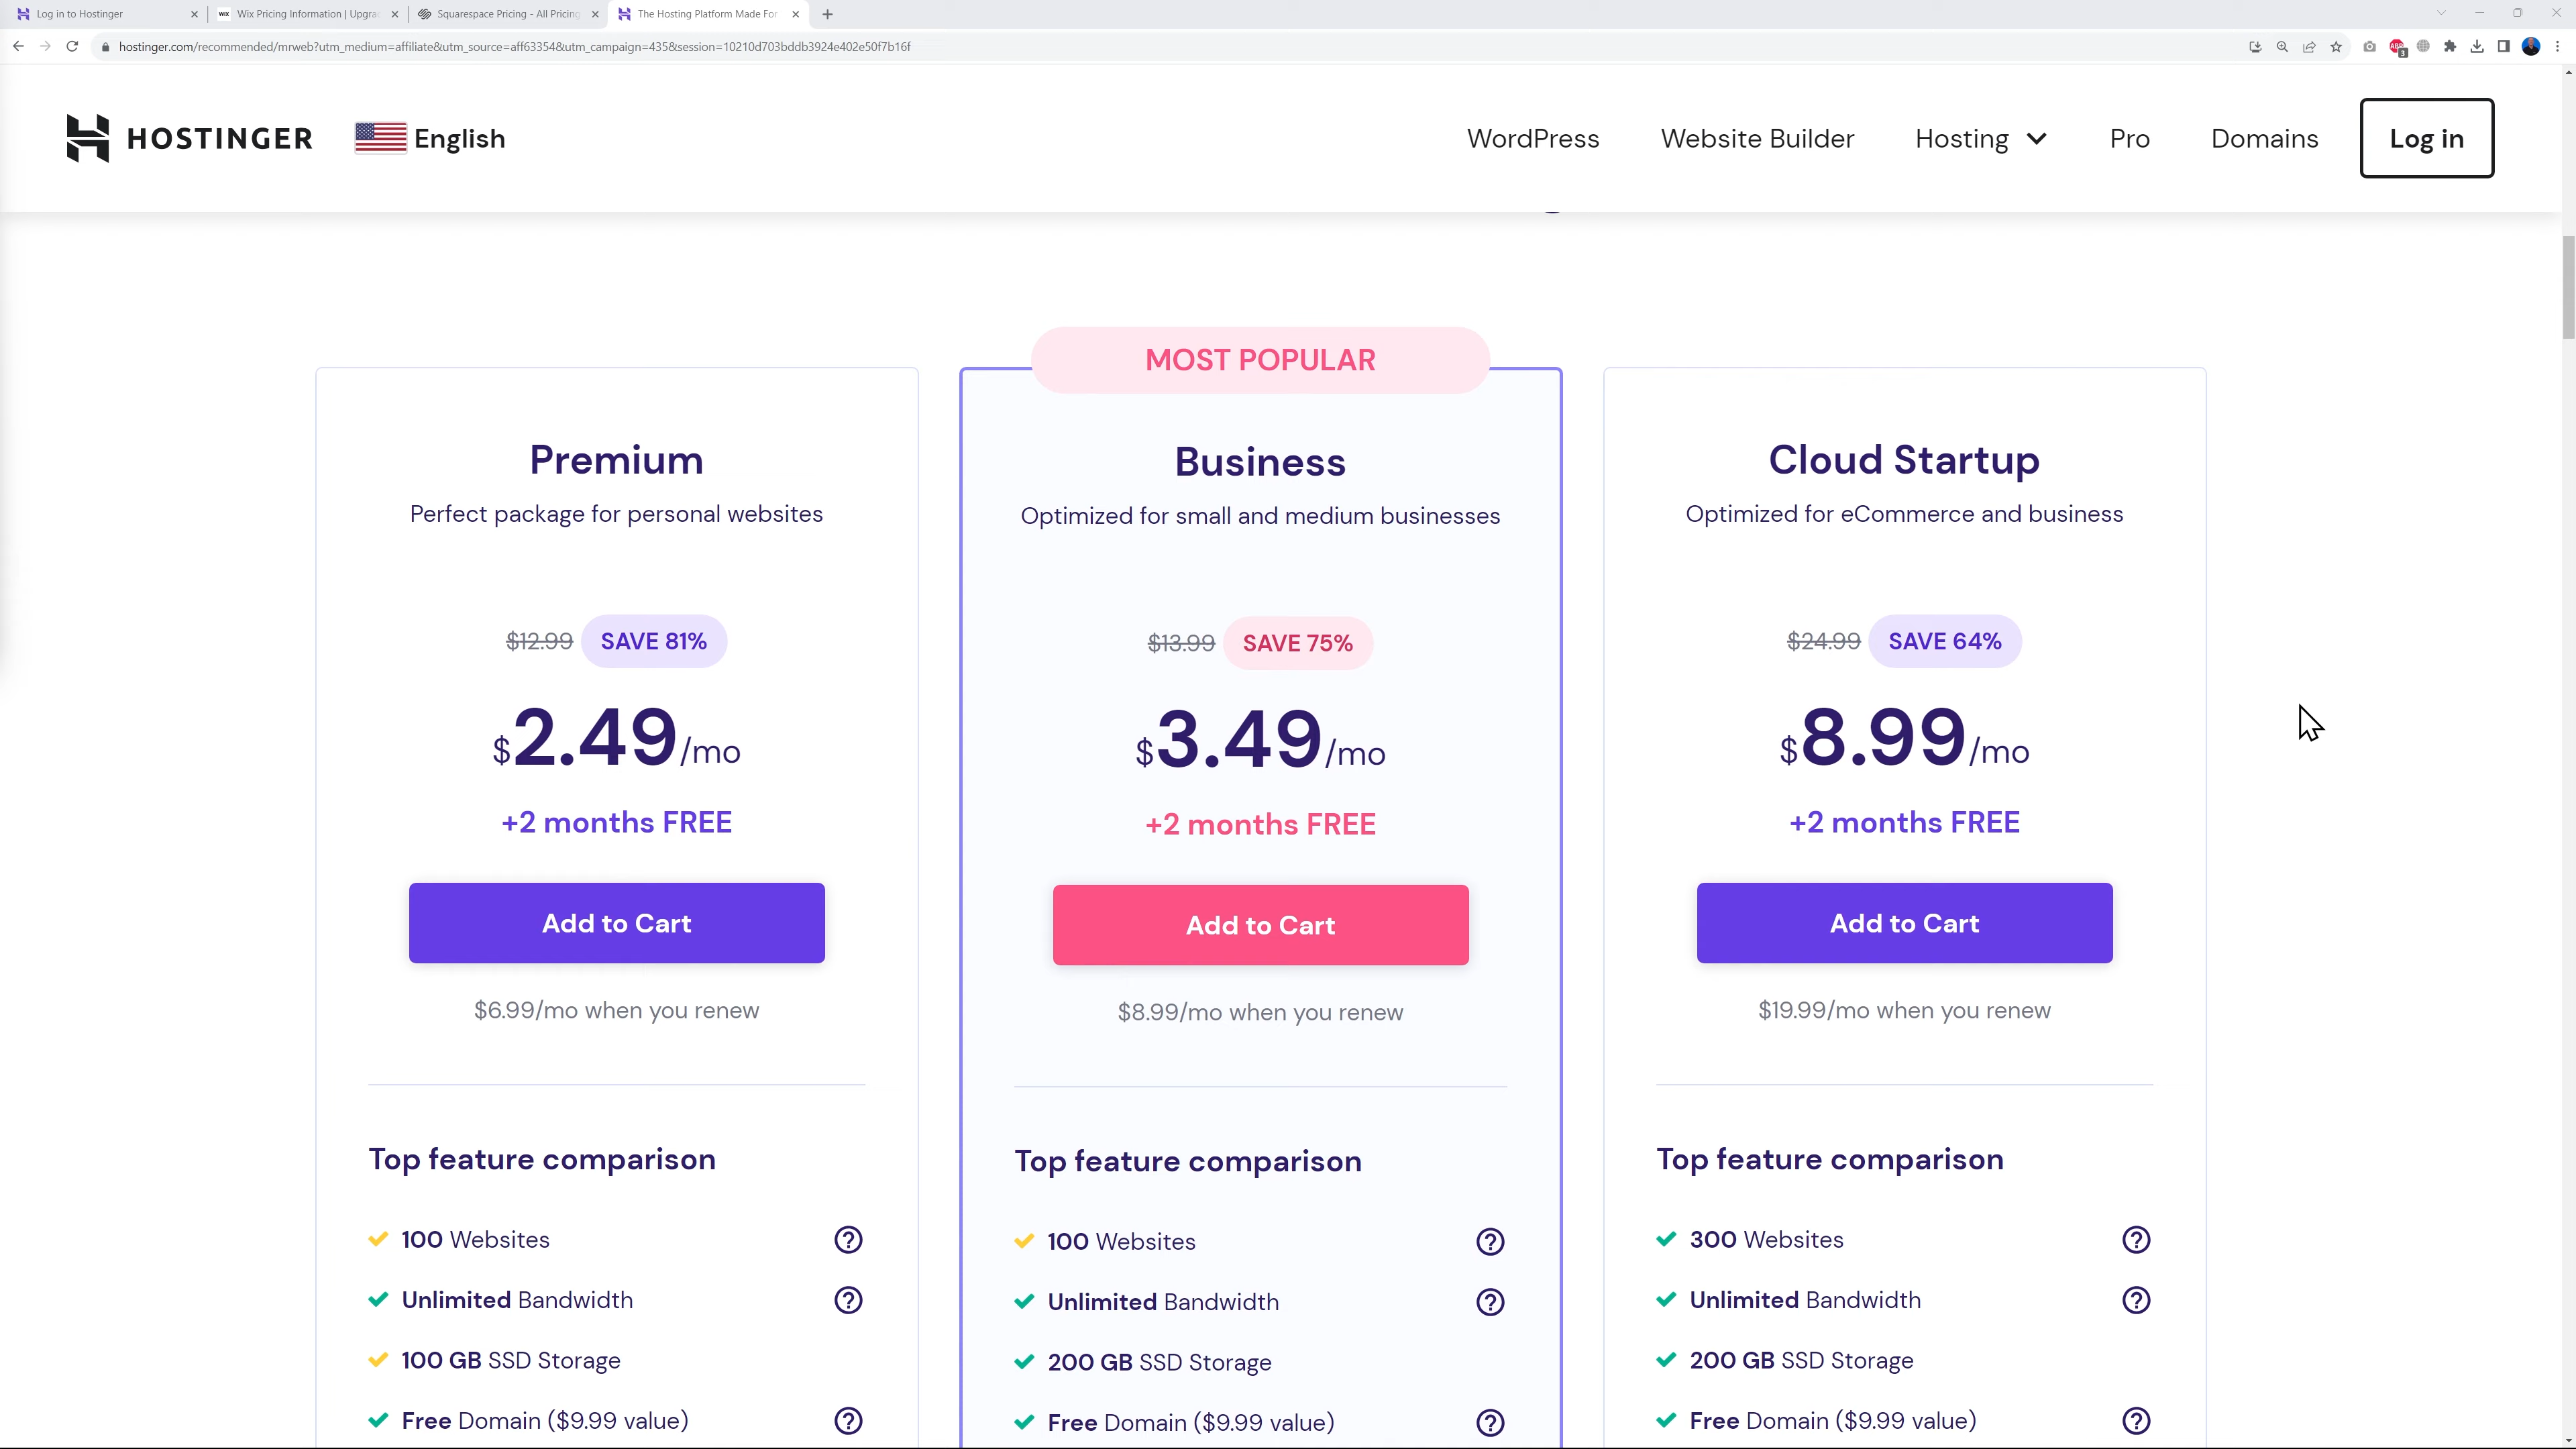 Log in to Hostinger
Wix Pricing Information | Upgra
Squarespace Pricing - All Pricing
The Hosting Platform Made For
hostinger.com/recommended/mrweb?utm_medium=affiliate&utm_source=aff63354&utm_campaign=435&session=10210d703bddb3924e402e50f7b16f
HOSTINGER
English
WordPress
Website Builder
Hosting
Pro
Domains
Log in
MOST POPULAR
Premium
Perfect package for personal websites
$12.99 SAVE 81%
$2.49/mo
+2 months FREE
Add to Cart
$6.99/mo when you renew
Top feature comparison
100 Websites
Unlimited Bandwidth
100 GB SSD Storage
Free Domain ($9.99 value)
Business
Optimized for small and medium businesses
$13.99 SAVE 75%
$3.49/mo
+2 months FREE
Add to Cart
$8.99/mo when you renew
Top feature comparison
100 Websites
Unlimited Bandwidth
200 GB SSD Storage
Free Domain ($9.99 value)
Cloud Startup
Optimized for eCommerce and business
$24.99 SAVE 64%
$8.99/mo
+2 months FREE
Add to Cart
$19.99/mo when you renew
Top feature comparison
300 Websites
Unlimited Bandwidth
200 GB SSD Storage
Free Domain ($9.99 value)